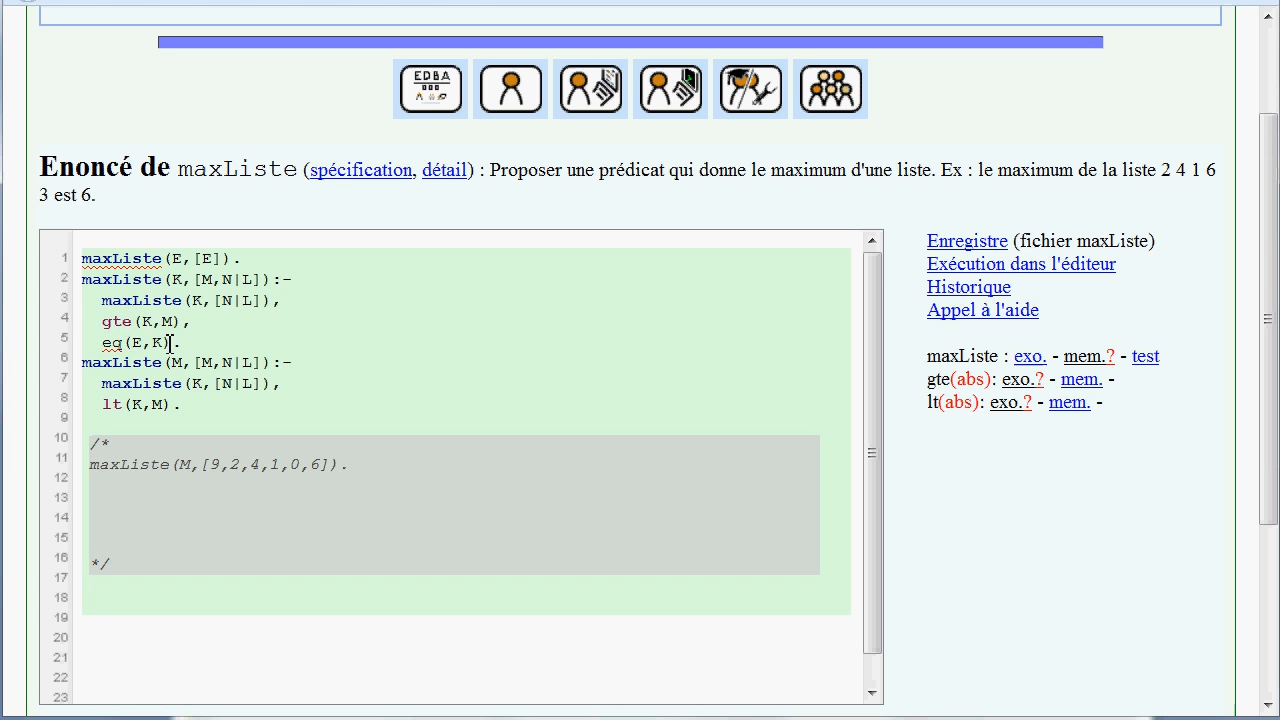 EDBA
Enoncé de maxListe (spécification, détail) : Proposer une prédicat qui donne le maximum d'une liste. Ex : le maximum de la liste 2 4 1 6
3 est 6.
1 maxListe(E,[E]).
2 maxListe(K,[M,N|L]):-
3 maxListe(K,[N|L]),
4 gte(K,M),
5 eq(E,K).
6 maxListe(M,[M,N|L]):-
7 maxListe(K,[N|L]),
8 lt(K,M).
9
10 /*
11 maxListe(M,[9,2,4,1,0,6]).
12
13
14
15
16 */
17
18
19
20
21
22
23
Enregistre (fichier maxListe)
Exécution dans l'éditeur
Historique
Appel à l'aide
maxListe : exo. - mem.? - test
gte(abs): exo.? - mem. -
lt(abs): exo.? - mem. -